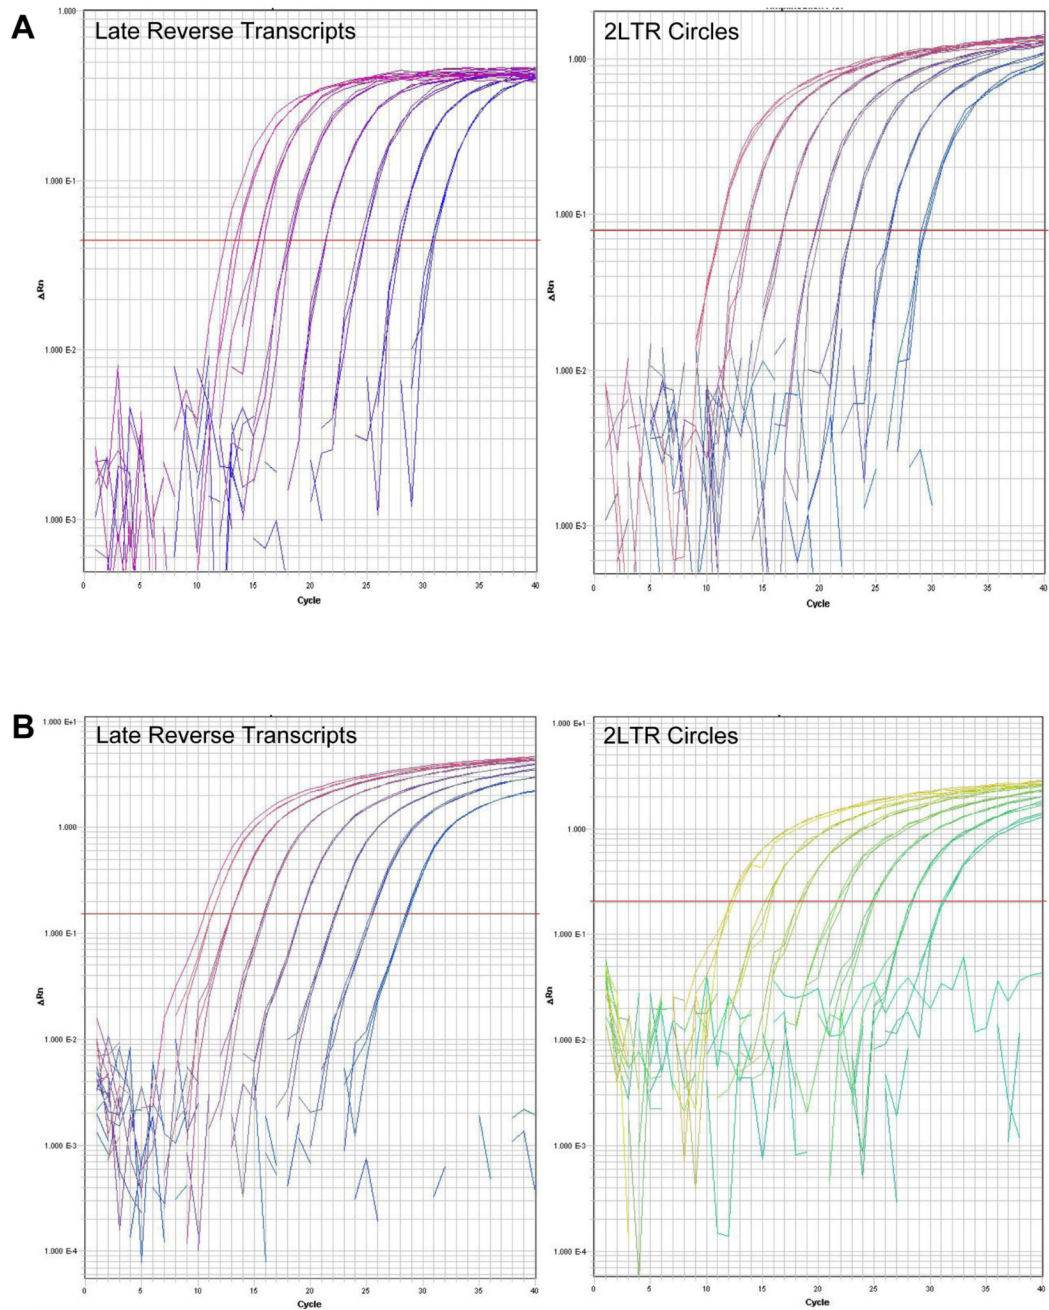 A
Late Reverse Transcripts
2LTR Circles
1.000
1.000 E-1
1.000 E-2
1.000 E-3
ΔRn
0 5 10 15 20 25 30 35 40
Cycle
1.000
1.000 E-1
1.000 E-2
1.000 E-3
ΔRn
0 5 10 15 20 25 30 35 40
Cycle
B
Late Reverse Transcripts
2LTR Circles
1.000 E+1
1.000
1.000 E-1
1.000 E-2
1.000 E-3
1.000 E-4
ΔRn
0 5 10 15 20 25 30 35 40
Cycle
1.000 E+1
1.000
1.000 E-1
1.000 E-2
1.000 E-3
1.000 E-4
ΔRn
0 5 10 15 20 25 30 35 40
Cycle